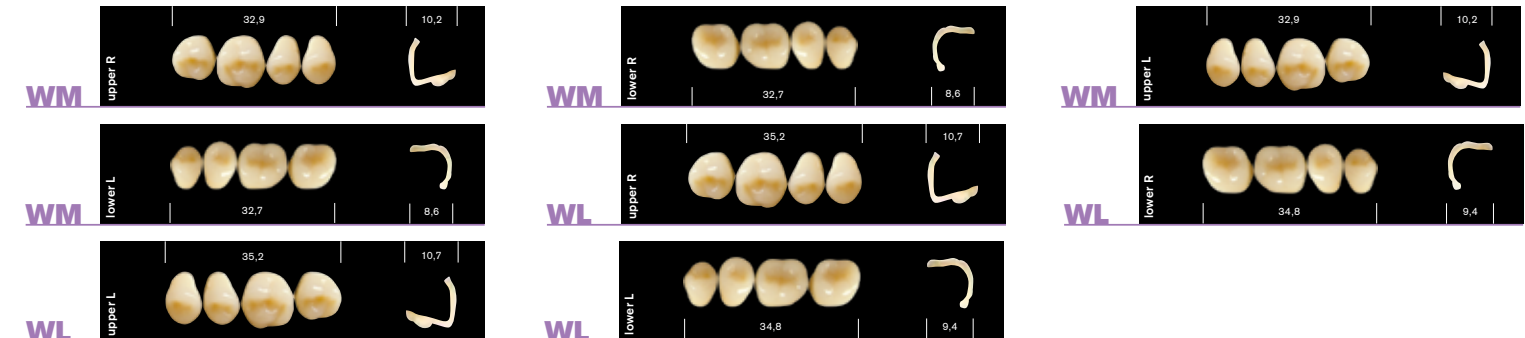 32,9 10,2
upper R
WM
lower R
32,7 8,6
WM
32,9 10,2
upper L
WM
lower L
32,7 8,6
WM
35,2 10,7
upper R
WL
lower R
34,8 9,4
WL
35,2 10,7
upper L
WL
lower L
34,8 9,4
WL